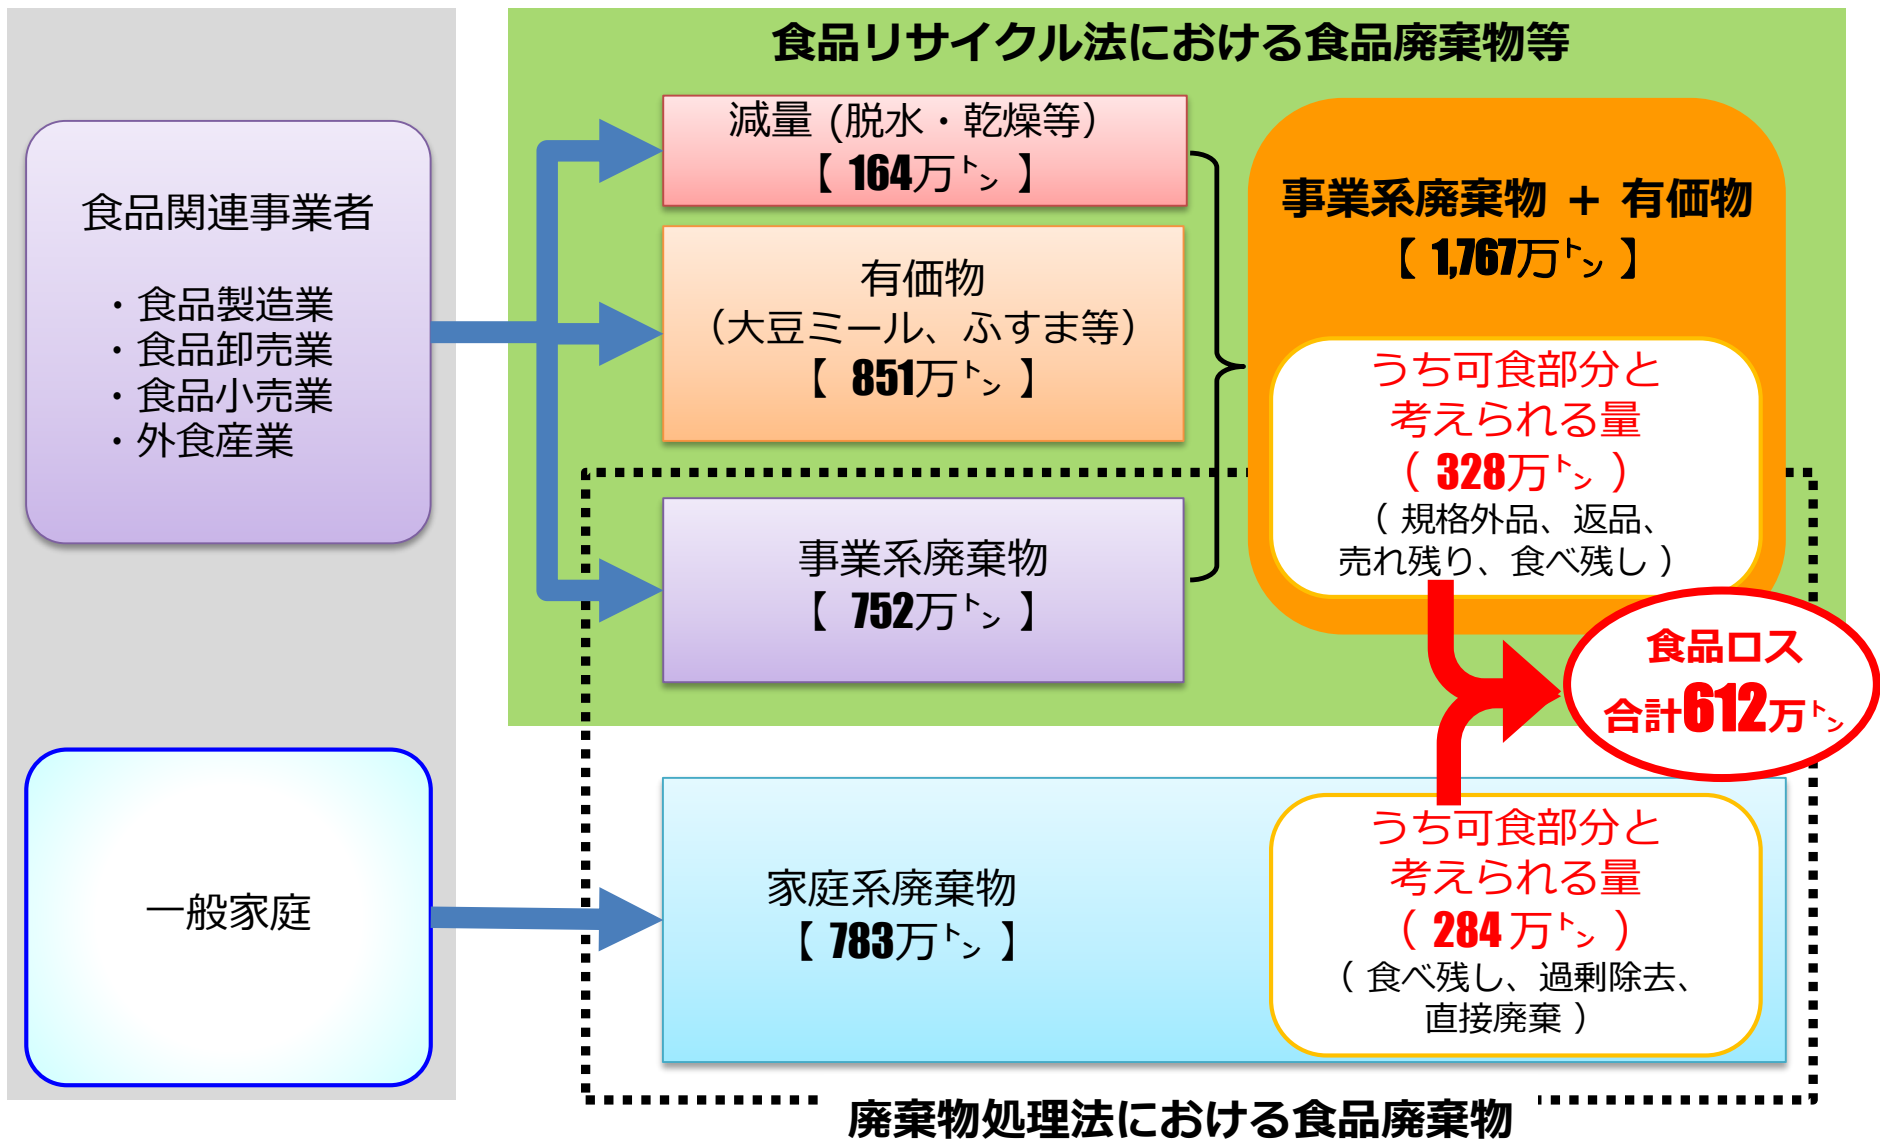 食品リサイクル法における食品廃棄物等
食品関連事業者
・食品製造業
・食品卸売業
・食品小売業
・外食産業
減量 (脱水・乾燥等)
【 164万㌧ 】
有価物
（大豆ミール、ふすま等）
【 851万㌧ 】
事業系廃棄物
【 752万㌧ 】
事業系廃棄物 + 有価物
【 1,767万㌧ 】
うち可食部分と
考えられる量
（ 328万㌧ ）
（ 規格外品、返品、
売れ残り、食べ残し ）
食品ロス
合計612万㌧
一般家庭
家庭系廃棄物
【 783万㌧ 】
うち可食部分と
考えられる量
（ 284 万㌧ ）
（ 食べ残し、過剰除去、
直接廃棄 ）
廃棄物処理法における食品廃棄物